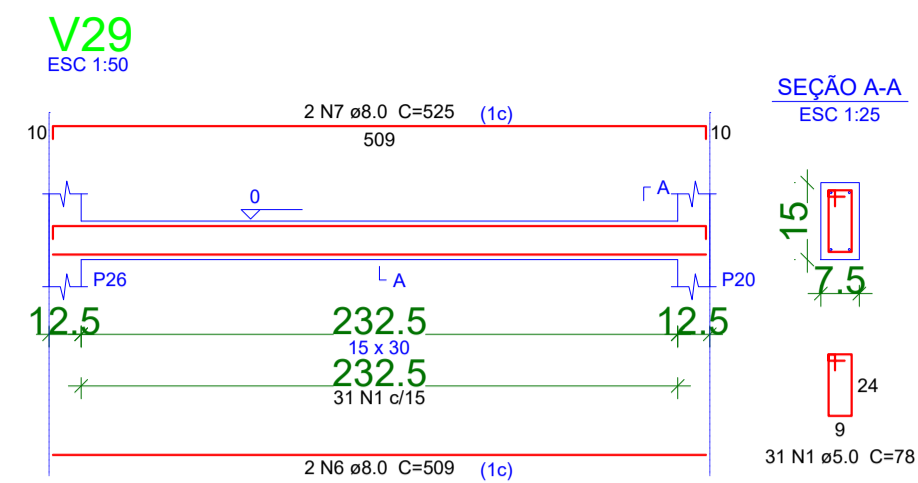 V29
ESC 1:50
2 N7 ø8.0 C=525 (1c)
10
509
10
SEÇÃO A-A
ESC 1:25
0
A
15
7.5
P26
A
P20
12.5
232.5
12.5
15 x 30
232.5
31 N1 c/15
24
9
31 N1 ø5.0 C=78
2 N6 ø8.0 C=509 (1c)